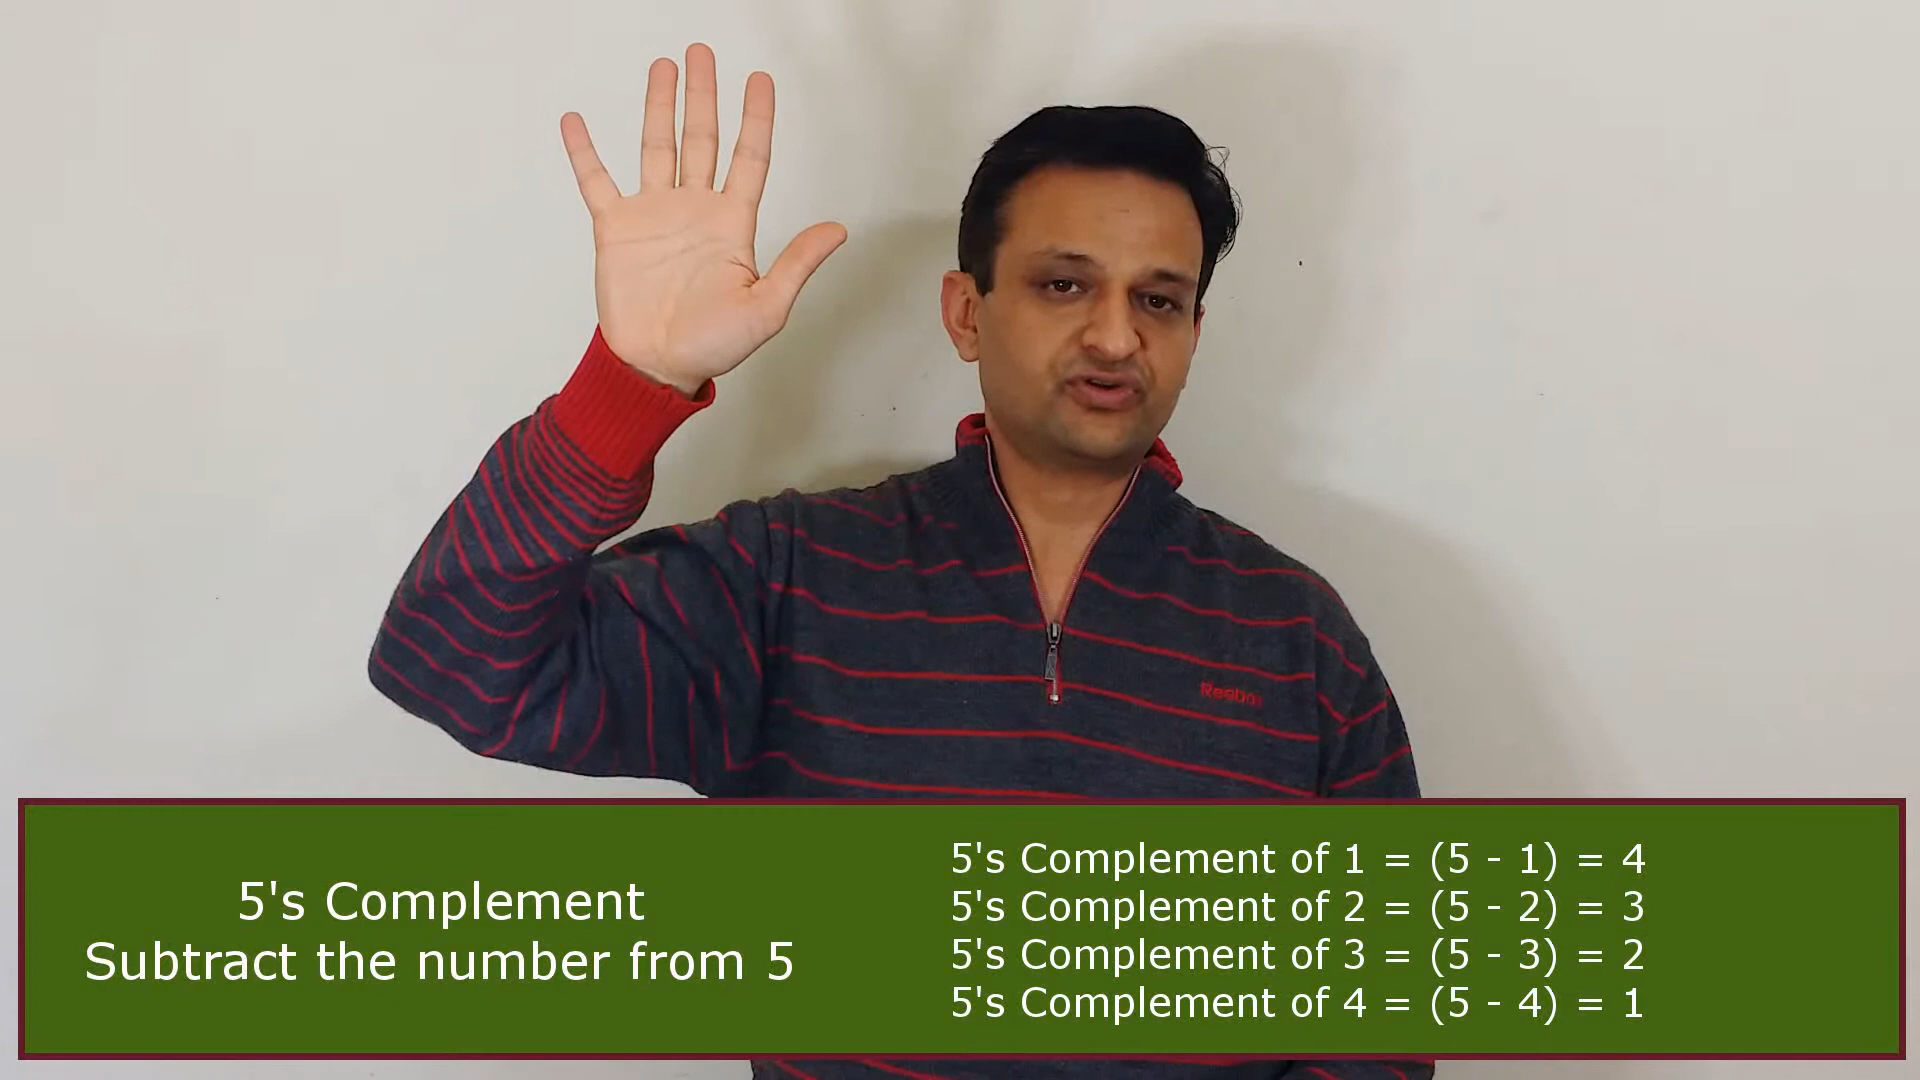 Reebok
5's Complement
Subtract the number from 5
5's Complement of 1 = (5 - 1) = 4
5's Complement of 2 = (5 - 2) = 3
5's Complement of 3 = (5 - 3) = 2
5's Complement of 4 = (5 - 4) = 1